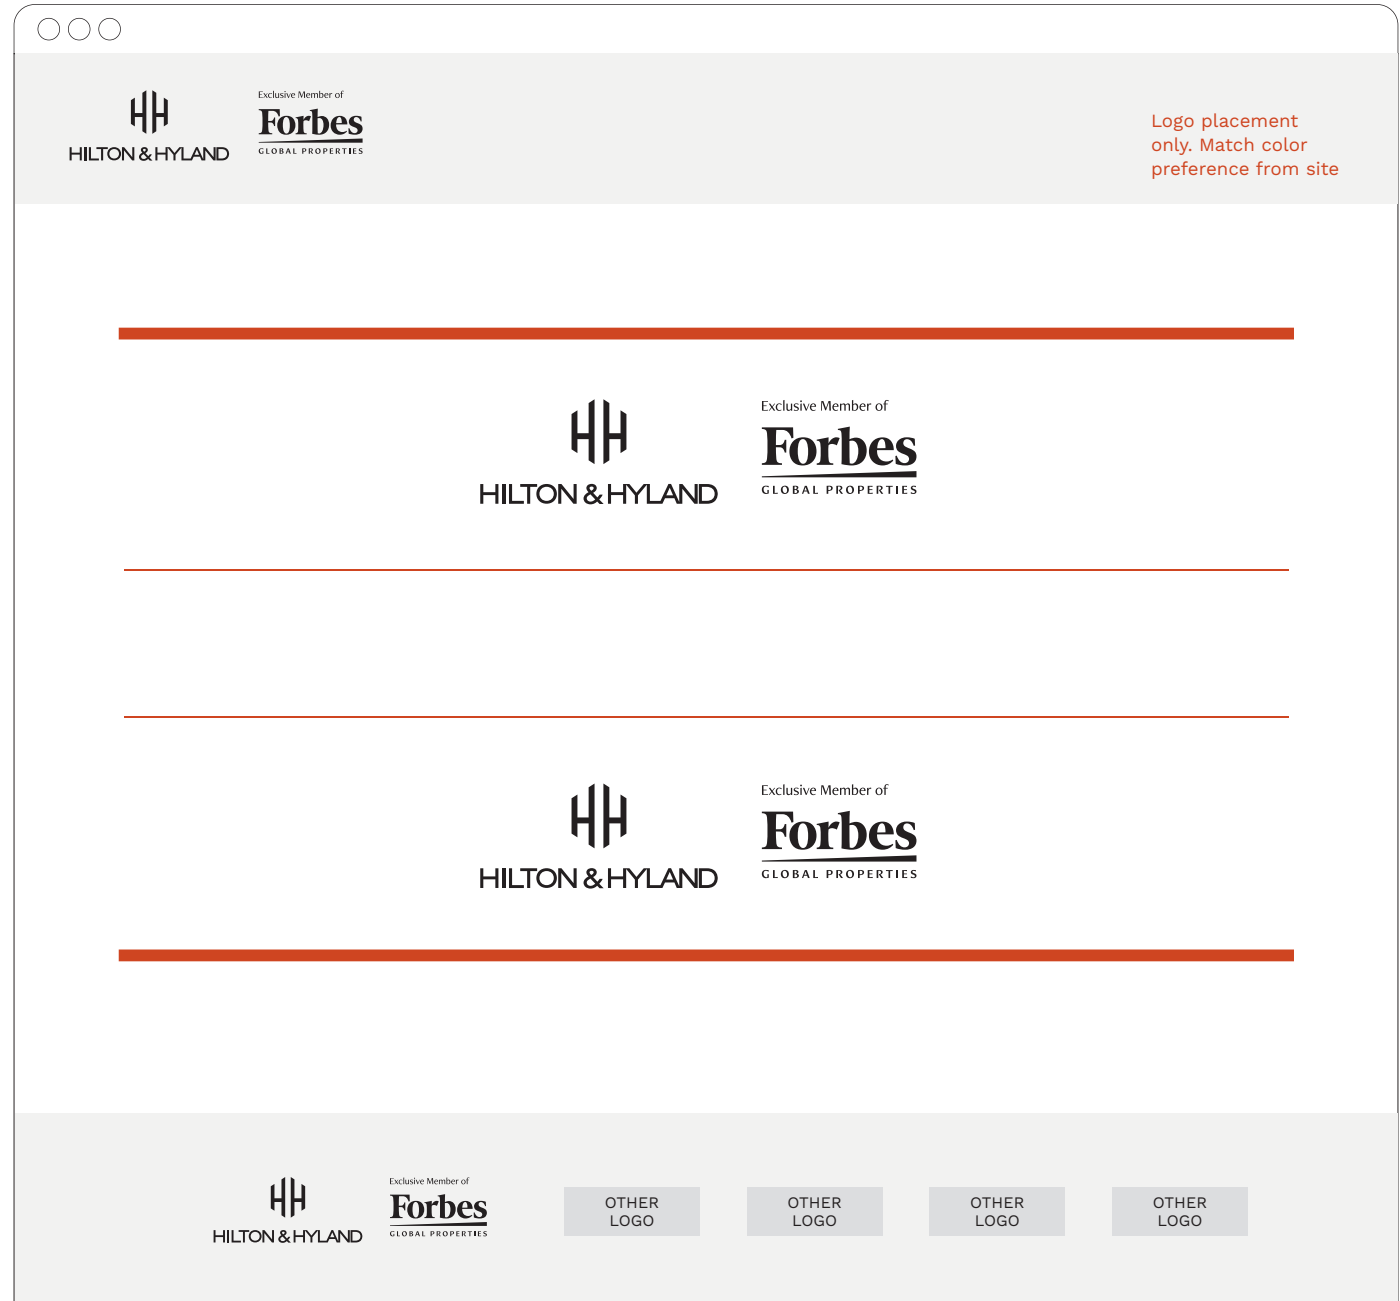 HILTON & HYLAND
Exclusive Member of
Forbes
GLOBAL PROPERTIES
Logo placement
only. Match color
preference from site
HILTON & HYLAND
Exclusive Member of
Forbes
GLOBAL PROPERTIES
HILTON & HYLAND
Exclusive Member of
Forbes
GLOBAL PROPERTIES
HILTON & HYLAND
Exclusive Member of
Forbes
GLOBAL PROPERTIES
OTHER
LOGO
OTHER
LOGO
OTHER
LOGO
OTHER
LOGO